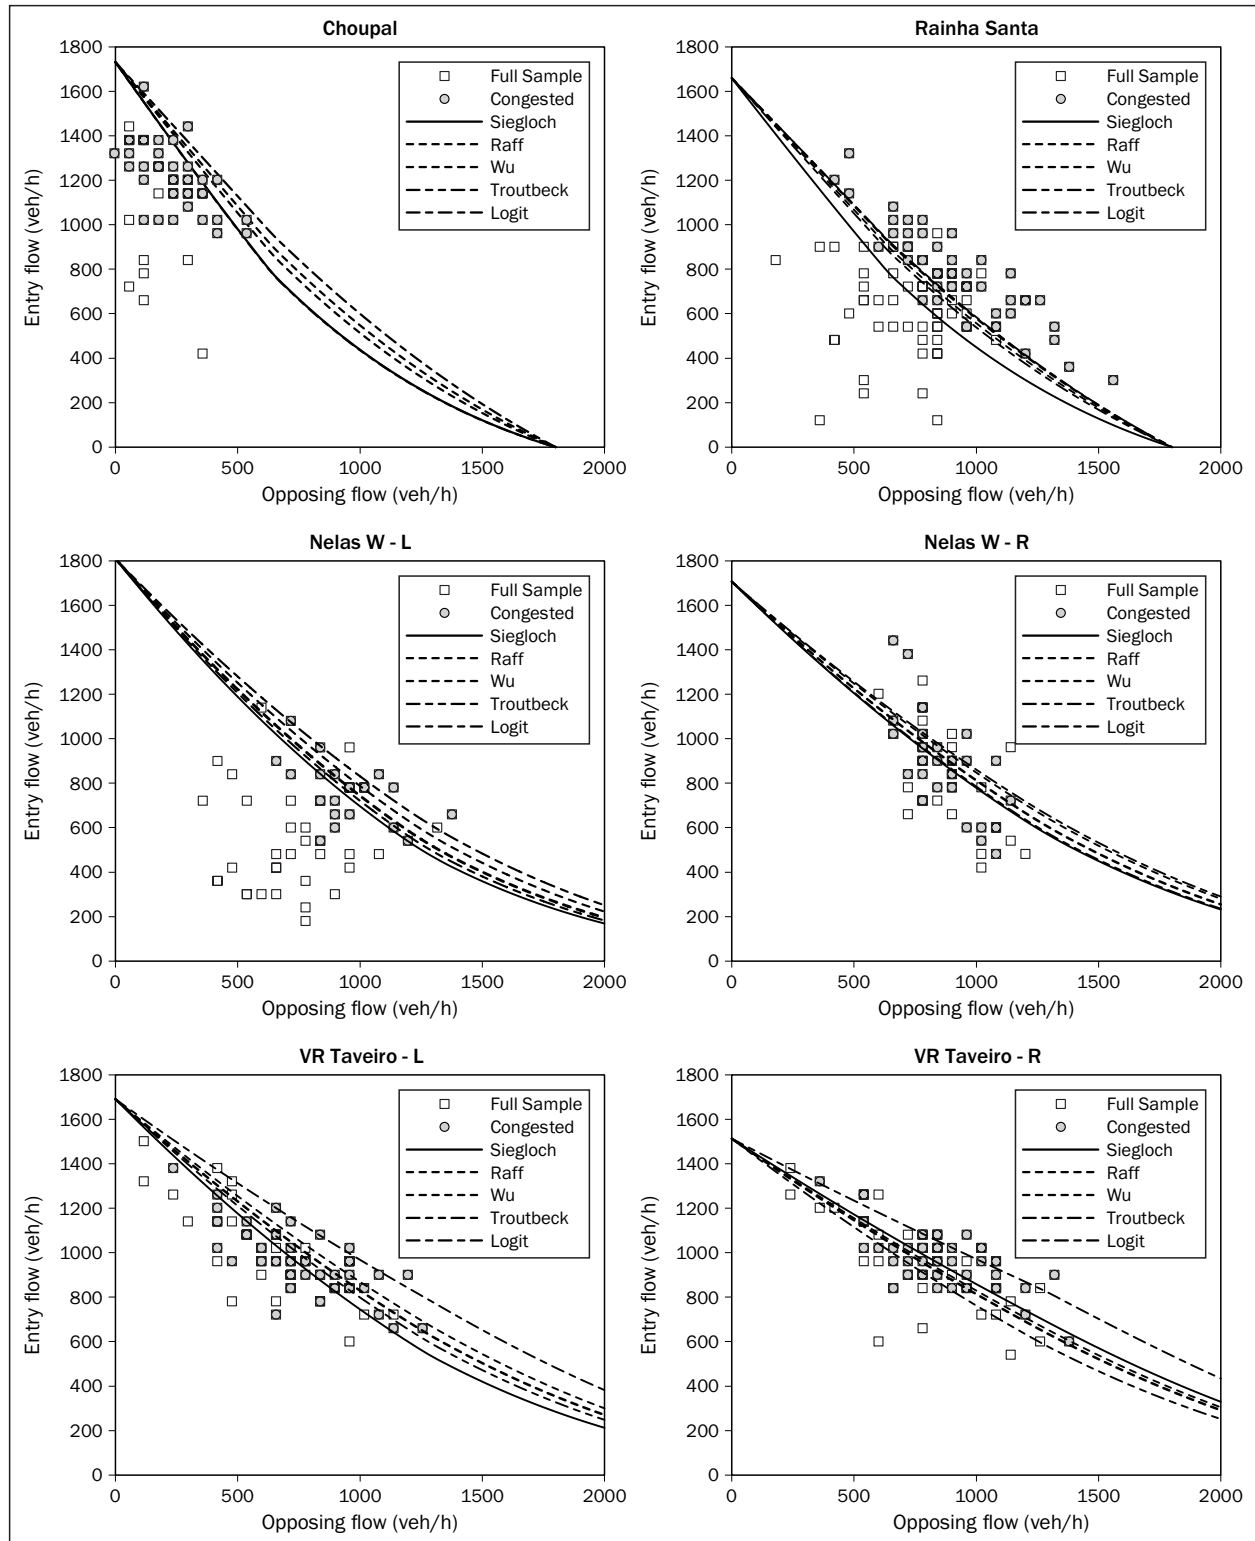 Choupal
1800
1600
1400
1200
1000
800
600
400
200
0
Entry flow (veh/h)
Full Sample
Congested
Siegloch
Raff
Wu
Troutbeck
Logit
0 500 1000 1500 2000
Opposing flow (veh/h)
Rainha Santa
1800
1600
1400
1200
1000
800
600
400
200
0
Entry flow (veh/h)
Full Sample
Congested
Siegloch
Raff
Wu
Troutbeck
Logit
0 500 1000 1500 2000
Opposing flow (veh/h)
Nelas W - L
1800
1600
1400
1200
1000
800
600
400
200
0
Entry flow (veh/h)
Full Sample
Congested
Siegloch
Raff
Wu
Troutbeck
Logit
0 500 1000 1500 2000
Opposing flow (veh/h)
Nelas W - R
1800
1600
1400
1200
1000
800
600
400
200
0
Entry flow (veh/h)
Full Sample
Congested
Siegloch
Raff
Wu
Troutbeck
Logit
0 500 1000 1500 2000
Opposing flow (veh/h)
VR Taveiro - L
1800
1600
1400
1200
1000
800
600
400
200
0
Entry flow (veh/h)
Full Sample
Congested
Siegloch
Raff
Wu
Troutbeck
Logit
0 500 1000 1500 2000
Opposing flow (veh/h)
VR Taveiro - R
1800
1600
1400
1200
1000
800
600
400
200
0
Entry flow (veh/h)
Full Sample
Congested
Siegloch
Raff
Wu
Troutbeck
Logit
0 500 1000 1500 2000
Opposing flow (veh/h)